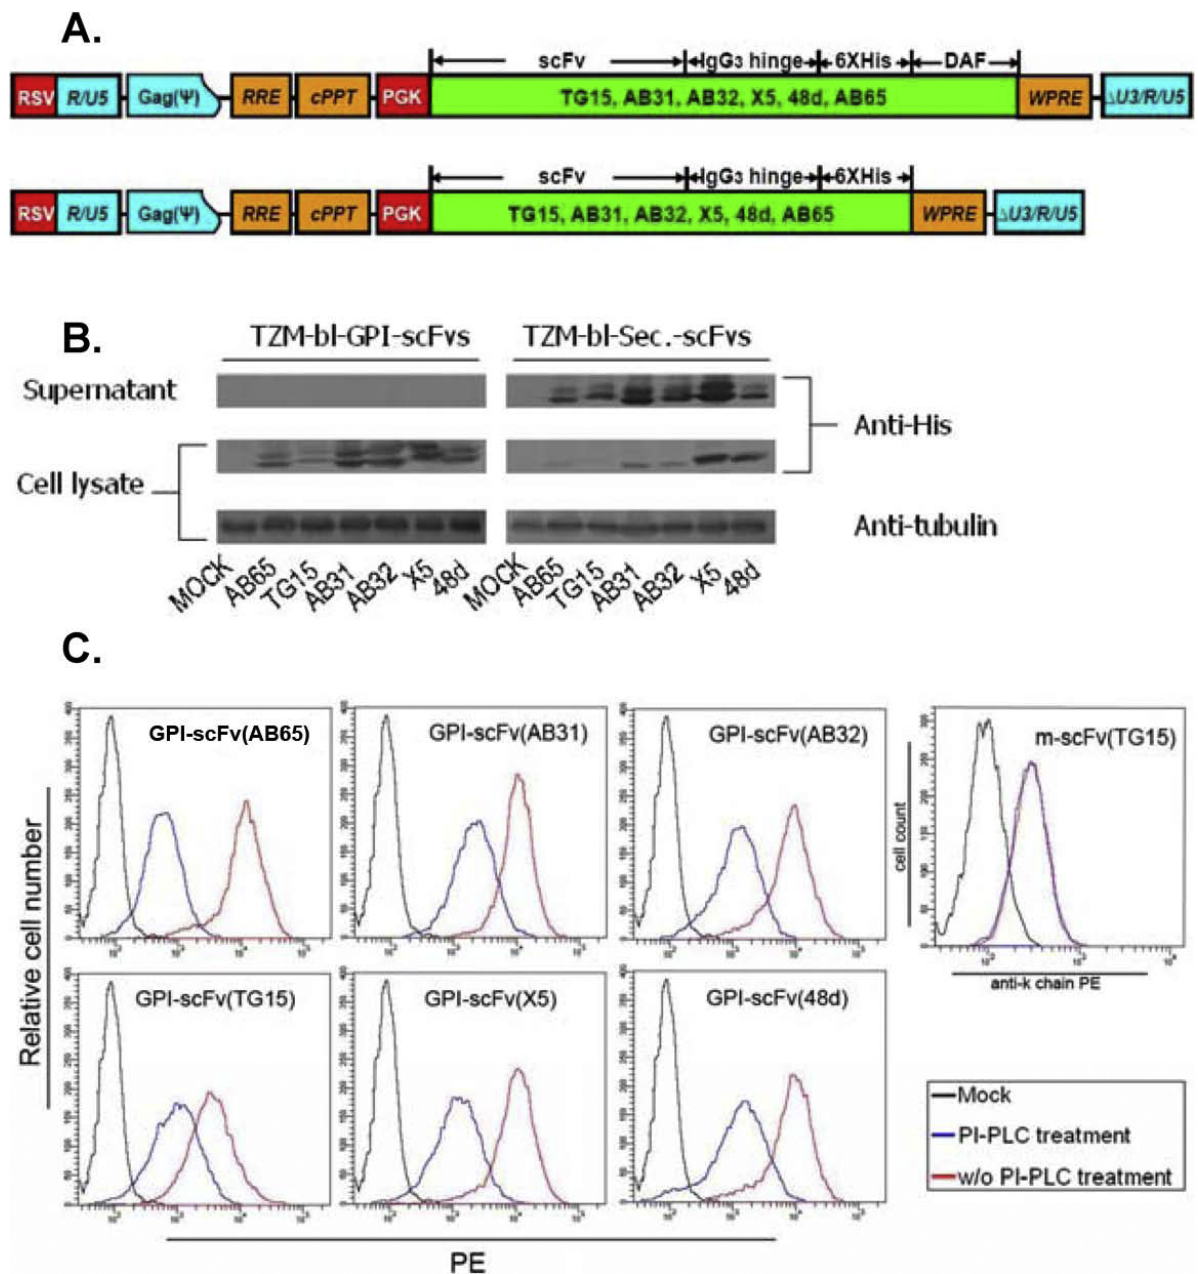 A.
scFv IgG3 hinge 6XHis DAF
RSV R/U5 Gag(Ψ) RRE cPPT PGK TG15, AB31, AB32, X5, 48d, AB65 WPRE ΔU3/R/U5
scFv IgG3 hinge 6XHis
RSV R/U5 Gag(Ψ) RRE cPPT PGK TG15, AB31, AB32, X5, 48d, AB65 WPRE ΔU3/R/U5
B.
TZM-bl-GPI-scFvs TZM-bl-Sec.-scFvs
Supernatant
Anti-His
Cell lysate
Anti-tubulin
MOCK AB65 TG15 AB31 AB32 X5 48d MOCK AB65 TG15 AB31 AB32 X5 48d
C.
GPI-scFv(AB65) GPI-scFv(AB31) GPI-scFv(AB32) m-scFv(TG15)
Relative cell number
cell count
anti-k chain PE
GPI-scFv(TG15) GPI-scFv(X5) GPI-scFv(48d)
Mock
PI-PLC treatment
w/o PI-PLC treatment
PE